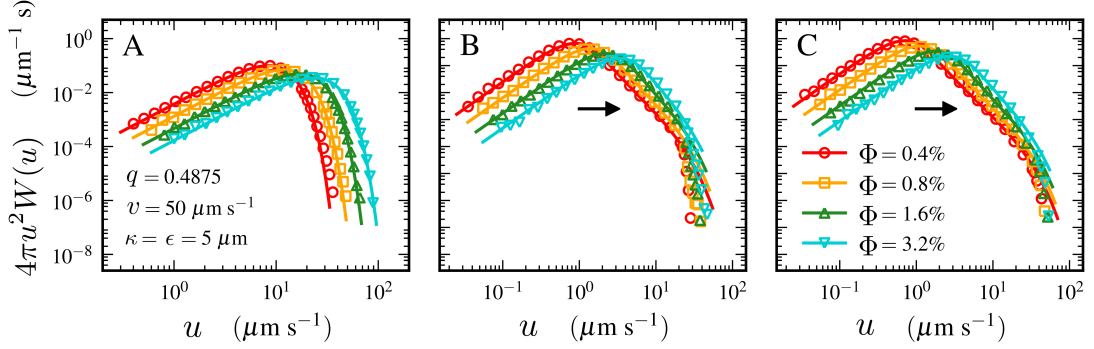 4πu²W(u) (μm⁻¹ s)
10⁰
10⁻²
10⁻⁴
10⁻⁶
10⁻⁸
A
q = 0.4875
v = 50 μm s⁻¹
κ = ϵ = 5 μm
10⁰ 10¹ 10²
u (μm s⁻¹)
B
10⁻¹ 10⁰ 10¹ 10²
u (μm s⁻¹)
C
Φ = 0.4%
Φ = 0.8%
Φ = 1.6%
Φ = 3.2%
10⁻¹ 10⁰ 10¹ 10²
u (μm s⁻¹)